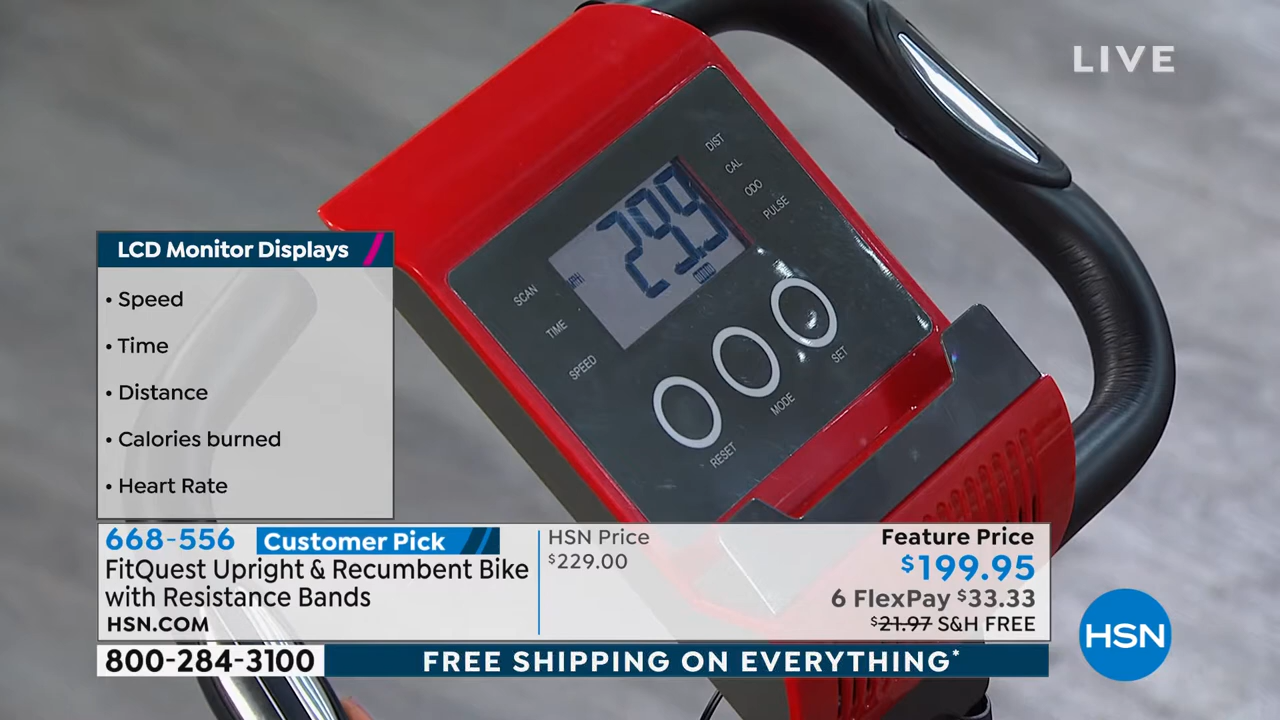 LIVE
DIST
CAL
ODO
PULSE
29.9
SCAN
TIME
SPEED
SET
MODE
RESET
LCD Monitor Displays
• Speed
• Time
• Distance
• Calories burned
• Heart Rate
668-556 Customer Pick
FitQuest Upright & Recumbent Bike
with Resistance Bands
HSN.COM
HSN Price
$229.00
Feature Price
$199.95
6 FlexPay $33.33
$21.97 S&H FREE
HSN
800-284-3100 FREE SHIPPING ON EVERYTHING*